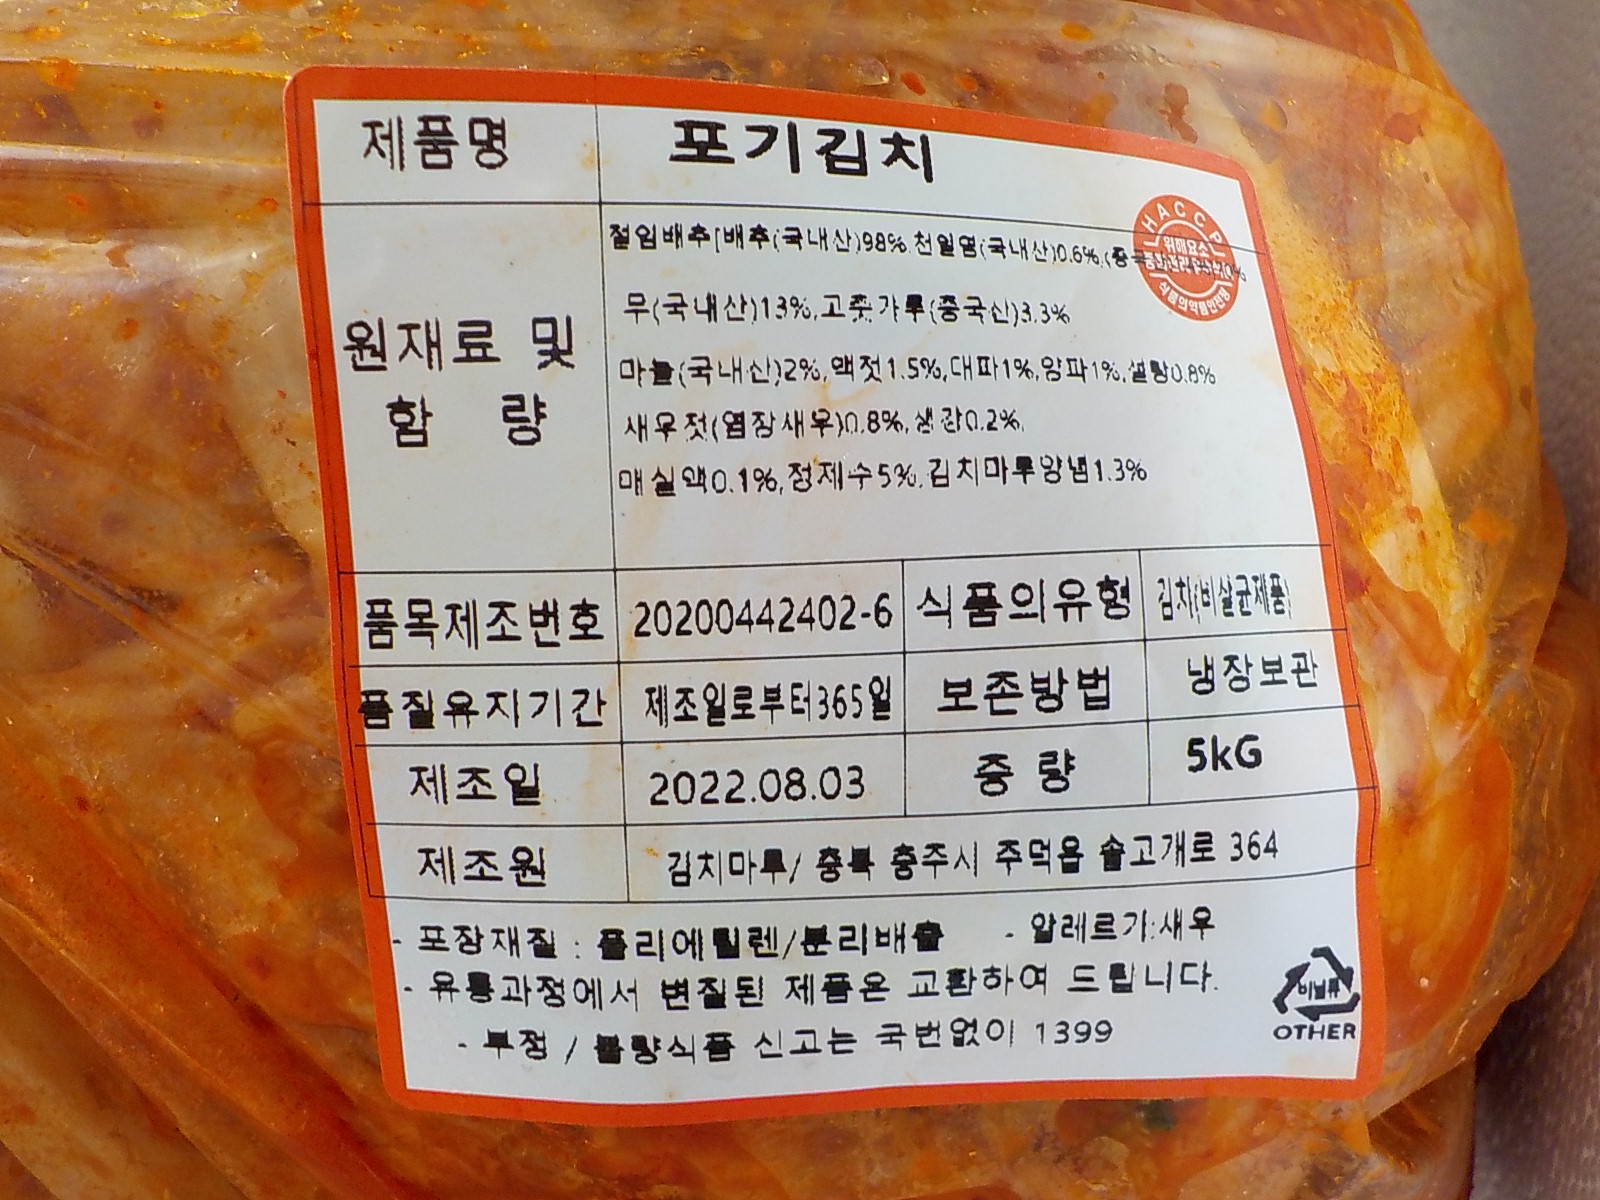 제품명 포기김치
원재료 및 함 량
절임배추[배추(국내산)98%,천일염(국내산)0.6%,(중국
무(국내산)13%,고춧가루(중국산)3.3%
마늘(국내산)2%,액젓1.5%,대파1%,양파1%,설탕0.8%
새우젓(염장새우)0.8%,생강0.2%,
매실액0.1%,정제수5%,김치마루양념1.3%
HACCP
위해요소
품목제조번호 20200442402-6 식품의유형 김치(비살균제품)
품질유지기간 제조일로부터365일 보존방법 냉장보관
제조일 2022.08.03 중 량 5kG
제조원 김치마루/ 충북 충주시 주덕읍 솔고개로 364
- 포장재질 : 폴리에틸렌/분리배출 - 알레르기:새우
- 유통과정에서 변질된 제품은 교환하여 드립니다.
- 부정 / 불량식품 신고는 국번없이 1399
비닐류
OTHER